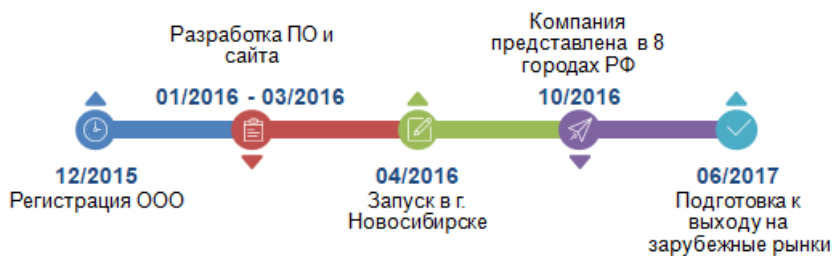 Разработка ПО и
сайта
01/2016 - 03/2016
Компания
представлена в 8
городах РФ
10/2016
12/2015
Регистрация ООО
04/2016
Запуск в г.
Новосибирске
06/2017
Подготовка к
выходу на
зарубежные рынки